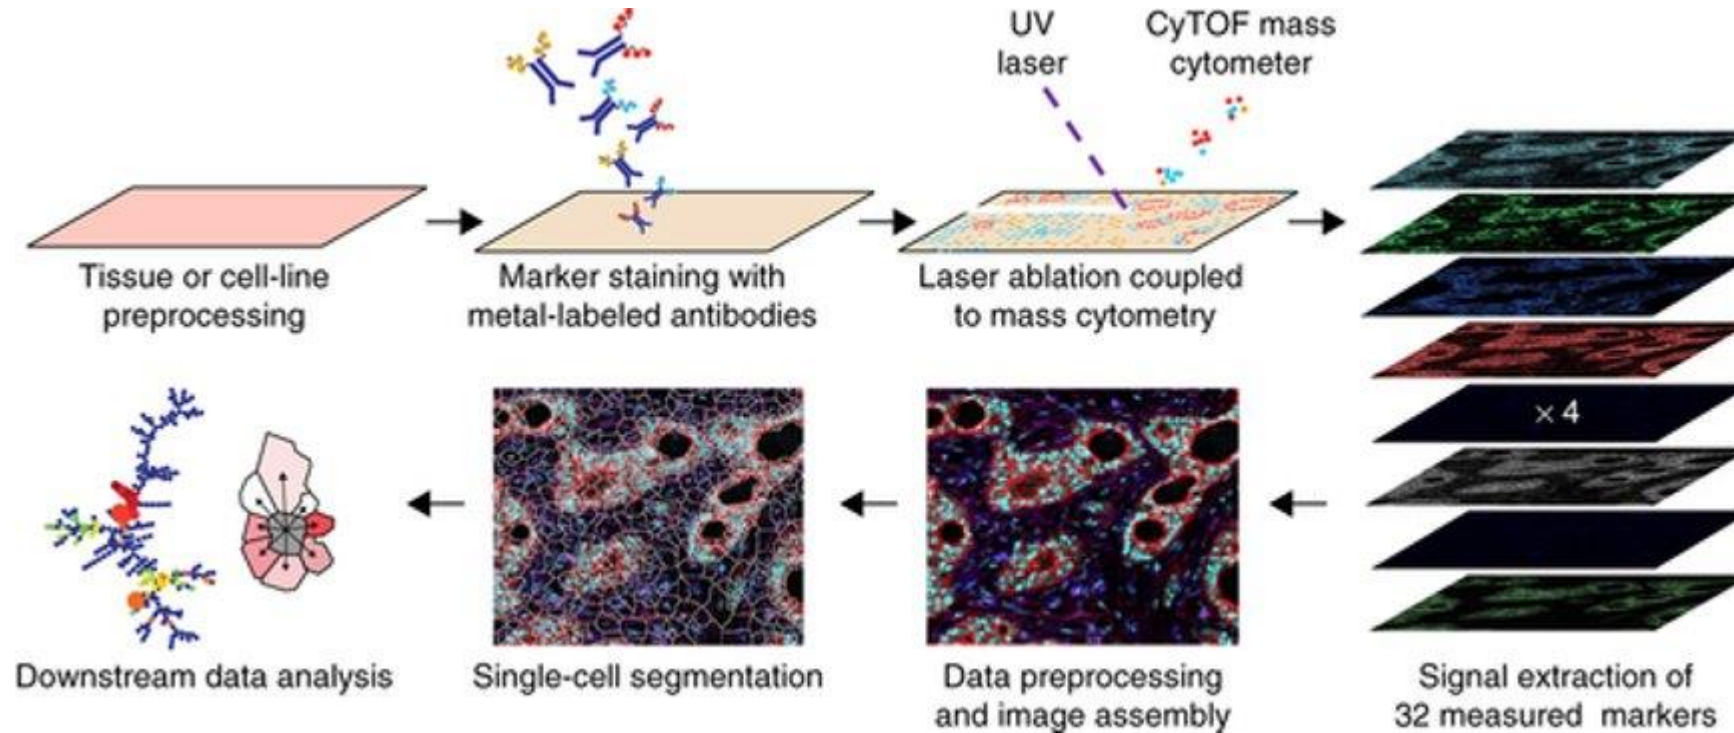 UV
laser
CyTOF mass
cytometer
Tissue or cell-line
preprocessing
Marker staining with
metal-labeled antibodies
Laser ablation coupled
to mass cytometry
× 4
Signal extraction of
32 measured markers
Data preprocessing
and image assembly
Single-cell segmentation
Downstream data analysis